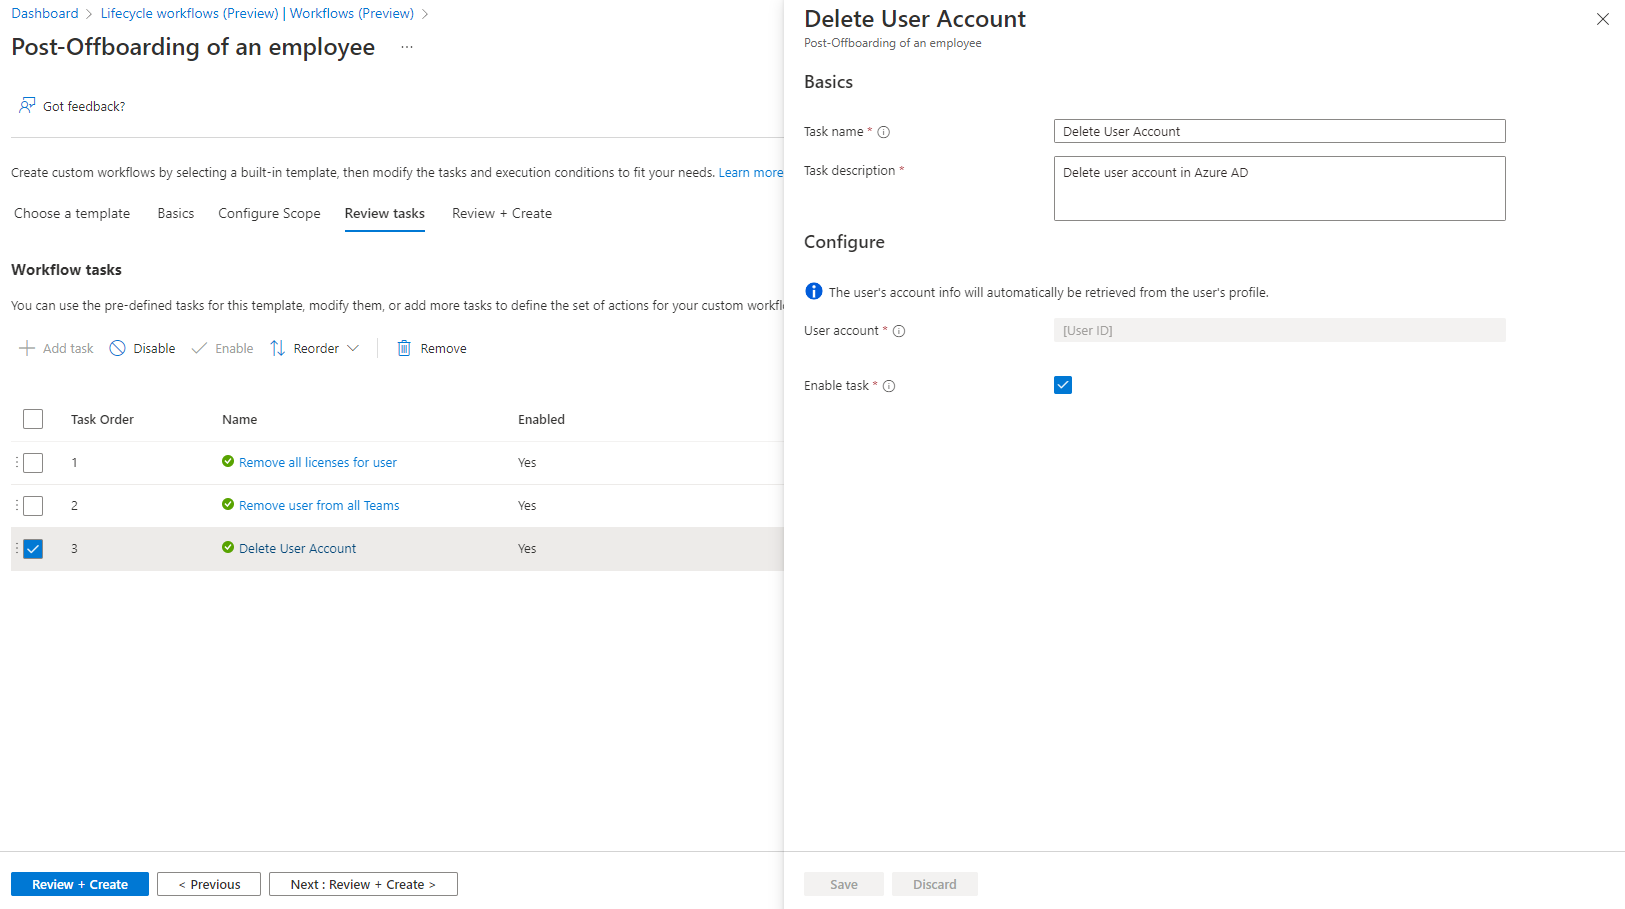 Dashboard > Lifecycle workflows (Preview) | Workflows (Preview) >
Post-Offboarding of an employee ...
Got feedback?
Create custom workflows by selecting a built-in template, then modify the tasks and execution conditions to fit your needs. Learn more
Choose a template Basics Configure Scope Review tasks Review + Create
Workflow tasks
You can use the pre-defined tasks for this template, modify them, or add more tasks to define the set of actions for your custom workfl
Add task Disable Enable Reorder Remove
Task Order Name Enabled
1 Remove all licenses for user Yes
2 Remove user from all Teams Yes
3 Delete User Account Yes
Review + Create < Previous Next : Review + Create >
Delete User Account
Post-Offboarding of an employee
Basics
Task name * Delete User Account
Task description * Delete user account in Azure AD
Configure
The user's account info will automatically be retrieved from the user's profile.
User account * [User ID]
Enable task *
Save Discard